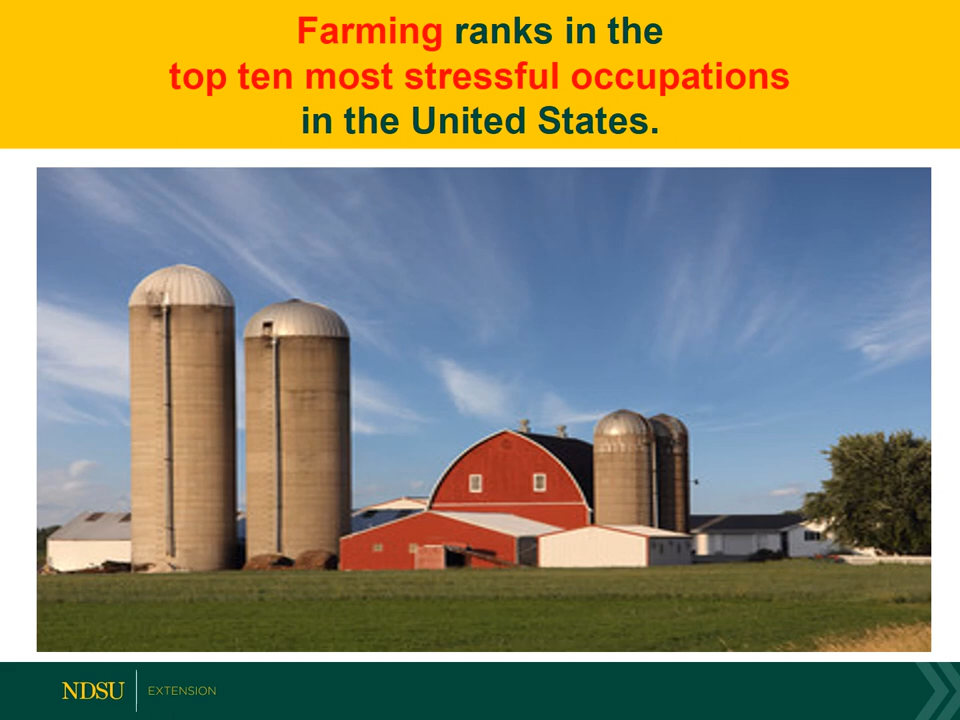 Farming ranks in the
top ten most stressful occupations
in the United States.
NDSU EXTENSION